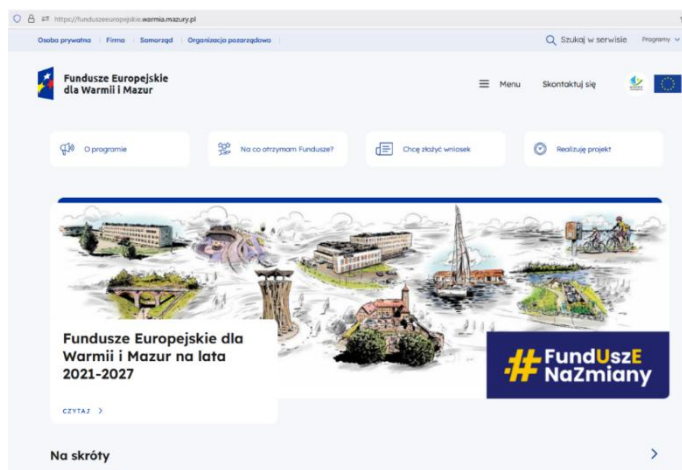 https://funduszeeuropejskie.warmia.mazury.pl
Osoba prywatna Firma Samorząd Organizacja pozarządowa
Szukaj w serwisie Programy
Fundusze Europejskie
dla Warmii i Mazur
Menu Skontaktuj się
O programie Na co otrzymam Fundusze? Chcę złożyć wniosek Realizuję projekt
Fundusze Europejskie dla
Warmii i Mazur na lata
2021-2027
CZYTAJ
#FundUszE
NaZmiany
Na skróty